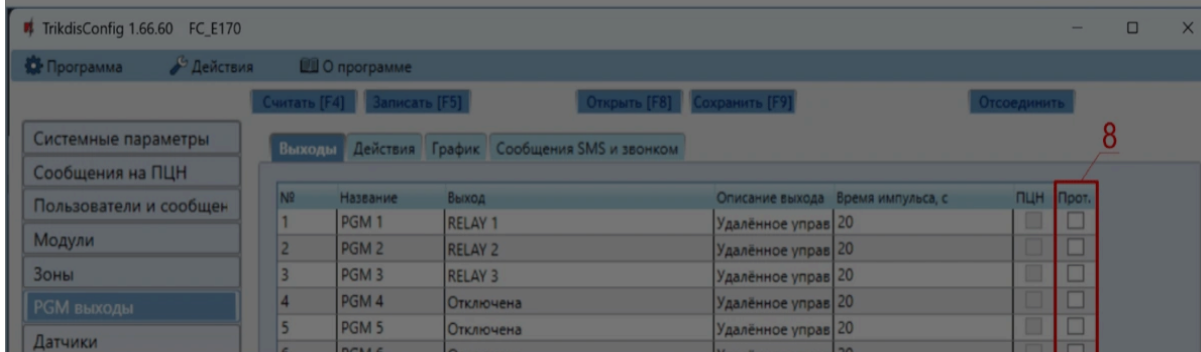 TrikdisConfig 1.66.60 FC_E170
Программа Действия О программе
Считать [F4] Записать [F5] Открыть [F8] Сохранить [F9] Отсоединить
Системные параметры
Сообщения на ПЦН
Пользователи и сообщен
Модули
Зоны
PGM выходы
Датчики
Выходы Действия График Сообщения SMS и звонком
8
№ Название Выход Описание выхода Время импульса, с ПЦН Прот.
1 PGM 1 RELAY 1 Удалённое управ 20
2 PGM 2 RELAY 2 Удалённое управ 20
3 PGM 3 RELAY 3 Удалённое управ 20
4 PGM 4 Отключена Удалённое управ 20
5 PGM 5 Отключена Удалённое управ 20